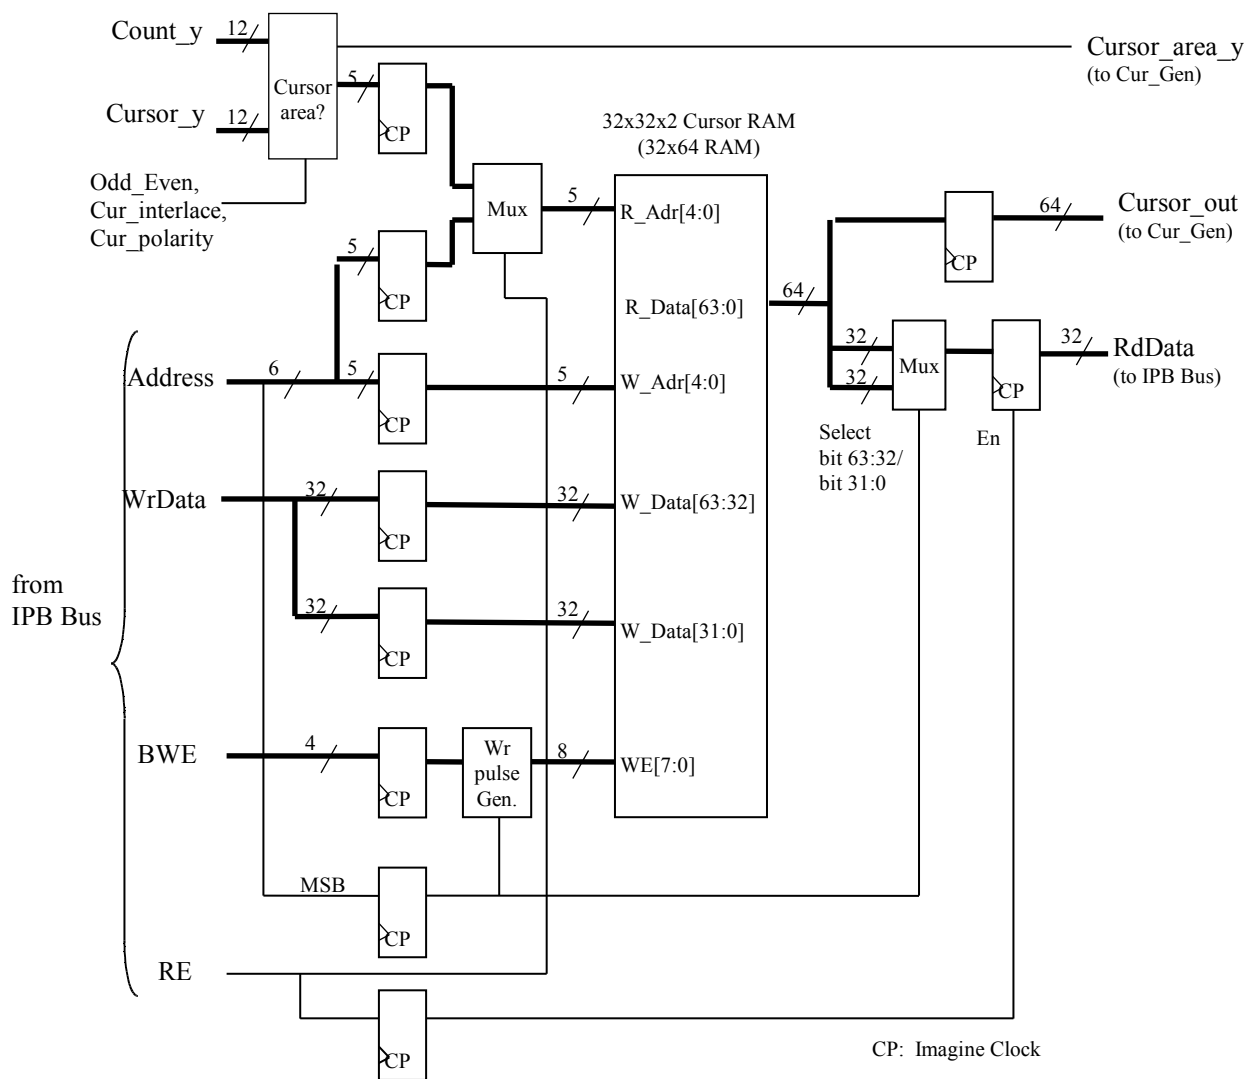 Count_y
12
Cursor_y
12
Cursor
area?
5
CP
Odd_Even,
Cur_interlace,
Cur_polarity
Cursor_area_y
(to Cur_Gen)
32x32x2 Cursor RAM
(32x64 RAM)
Mux
5
R_Adr[4:0]
5
CP
R_Data[63:0]
64
64
Cursor_out
(to Cur_Gen)
CP
32
32
Mux
CP
32
RdData
(to IPB Bus)
Address
6
5
CP
5
W_Adr[4:0]
Select
bit 63:32/
bit 31:0
En
WrData
32
CP
32
W_Data[63:32]
from
IPB Bus
32
CP
32
W_Data[31:0]
BWE
4
CP
Wr
pulse
Gen.
8
WE[7:0]
MSB
CP
RE
CP
CP: Imagine Clock